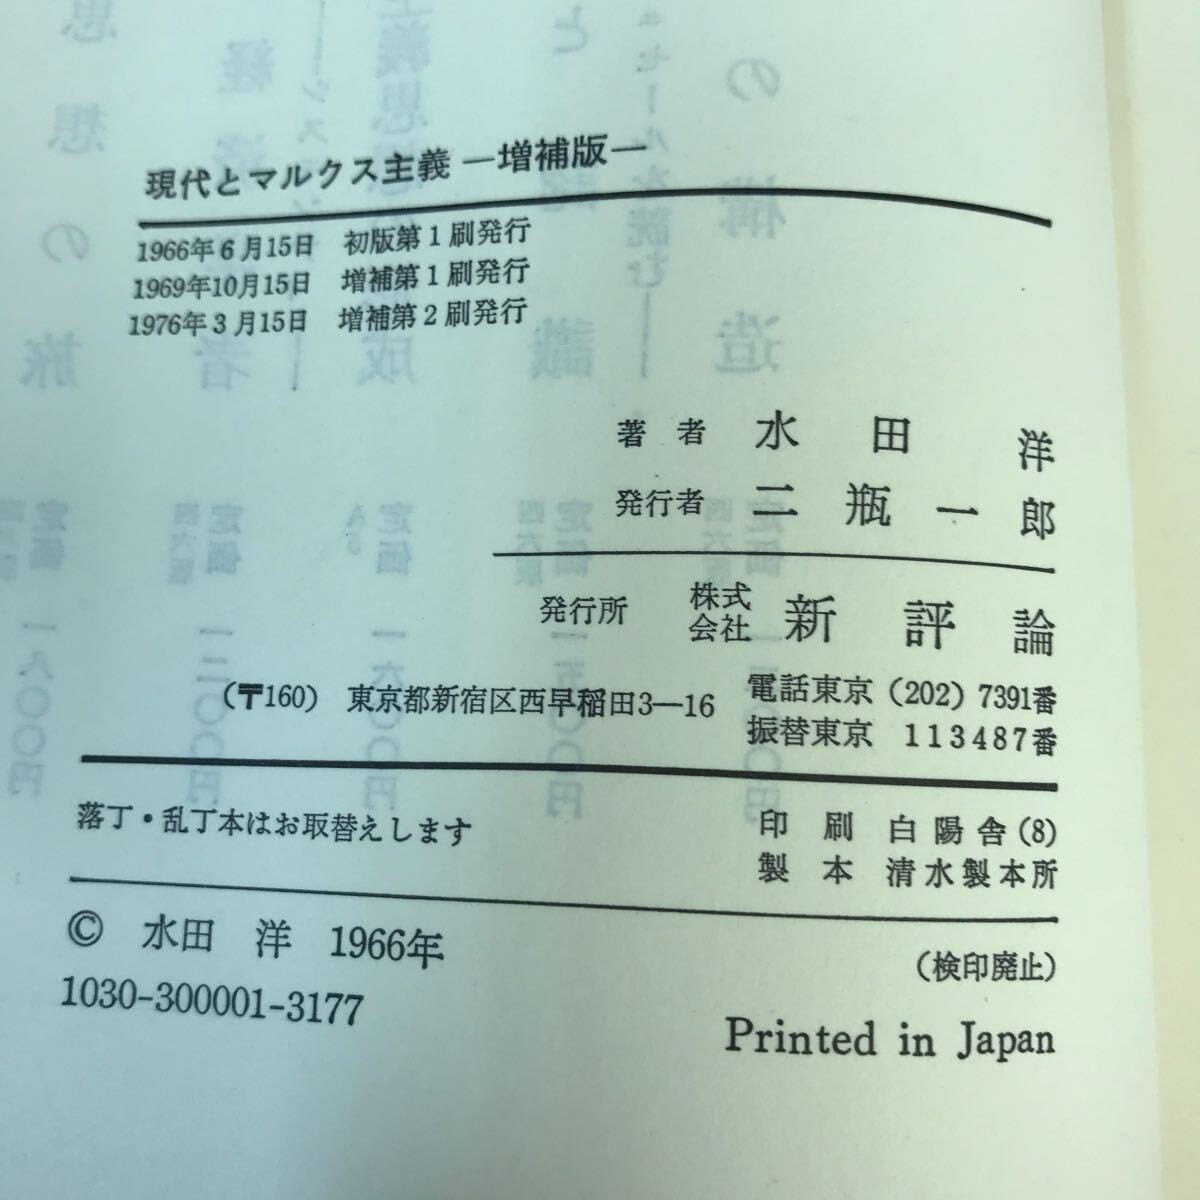 現代とマルクス主義―増補版―
1966年6月15日 初版第1刷発行
1969年10月15日 増補第1刷発行
1976年3月15日 増補第2刷発行
著者 水田洋
発行者 二瓶一郎
発行所 株式会社 新評論
(〒160) 東京都新宿区西早稲田3―16 電話東京 (202) 7391番
振替東京 113487番
落丁・乱丁本はお取替えします
印刷 白陽舎(8)
製本 清水製本所
© 水田 洋 1966年
(検印廃止)
1030-300001-3177
Printed in Japan